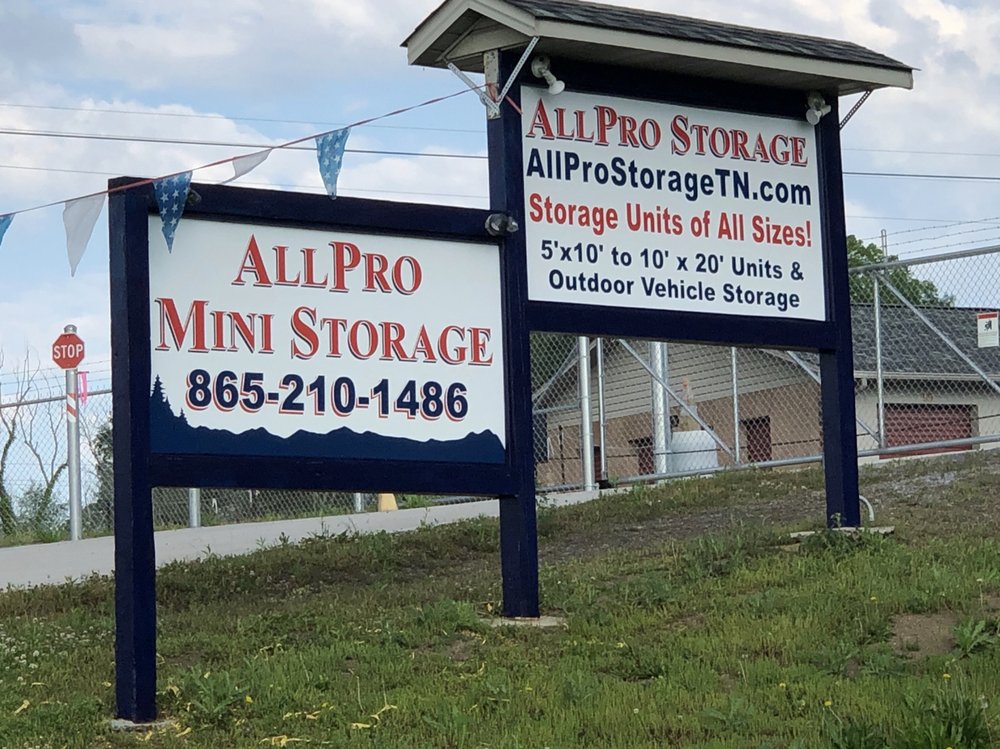 STOP
ALLPRO
MINI STORAGE
865-210-1486
ALLPRO STORAGE
AllProStorageTN.com
Storage Units of All Sizes!
5'x10' to 10' x 20' Units &
Outdoor Vehicle Storage